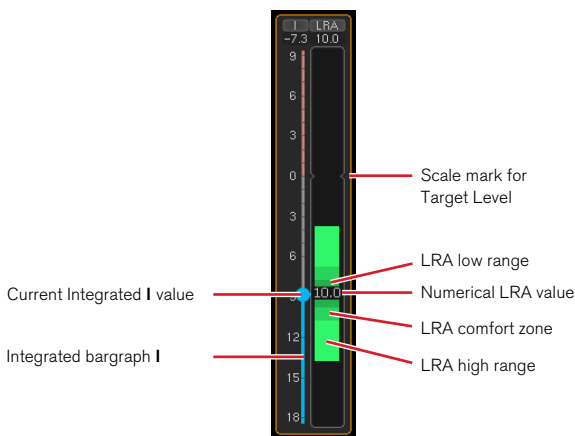 I LRA
−7.3 10.0
9
6
3
0
3
6
9
12
15
18
10.0
Scale mark for
Target Level
LRA low range
Numerical LRA value
LRA comfort zone
LRA high range
Current Integrated I value
Integrated bargraph I